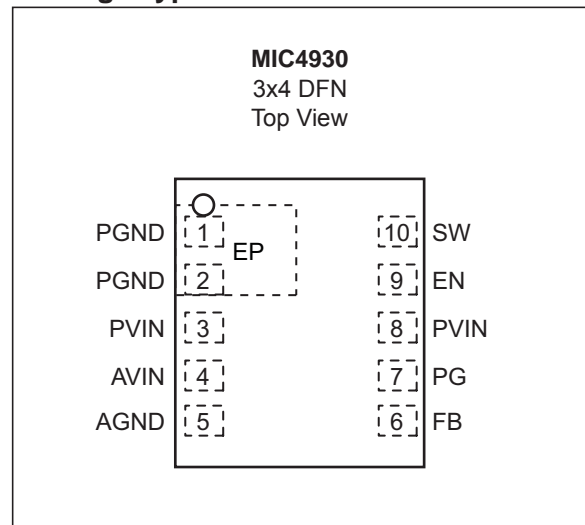 MIC4930
3x4 DFN
Top View
PGND 1 EP 10 SW
PGND 2 9 EN
PVIN 3 8 PVIN
AVIN 4 7 PG
AGND 5 6 FB